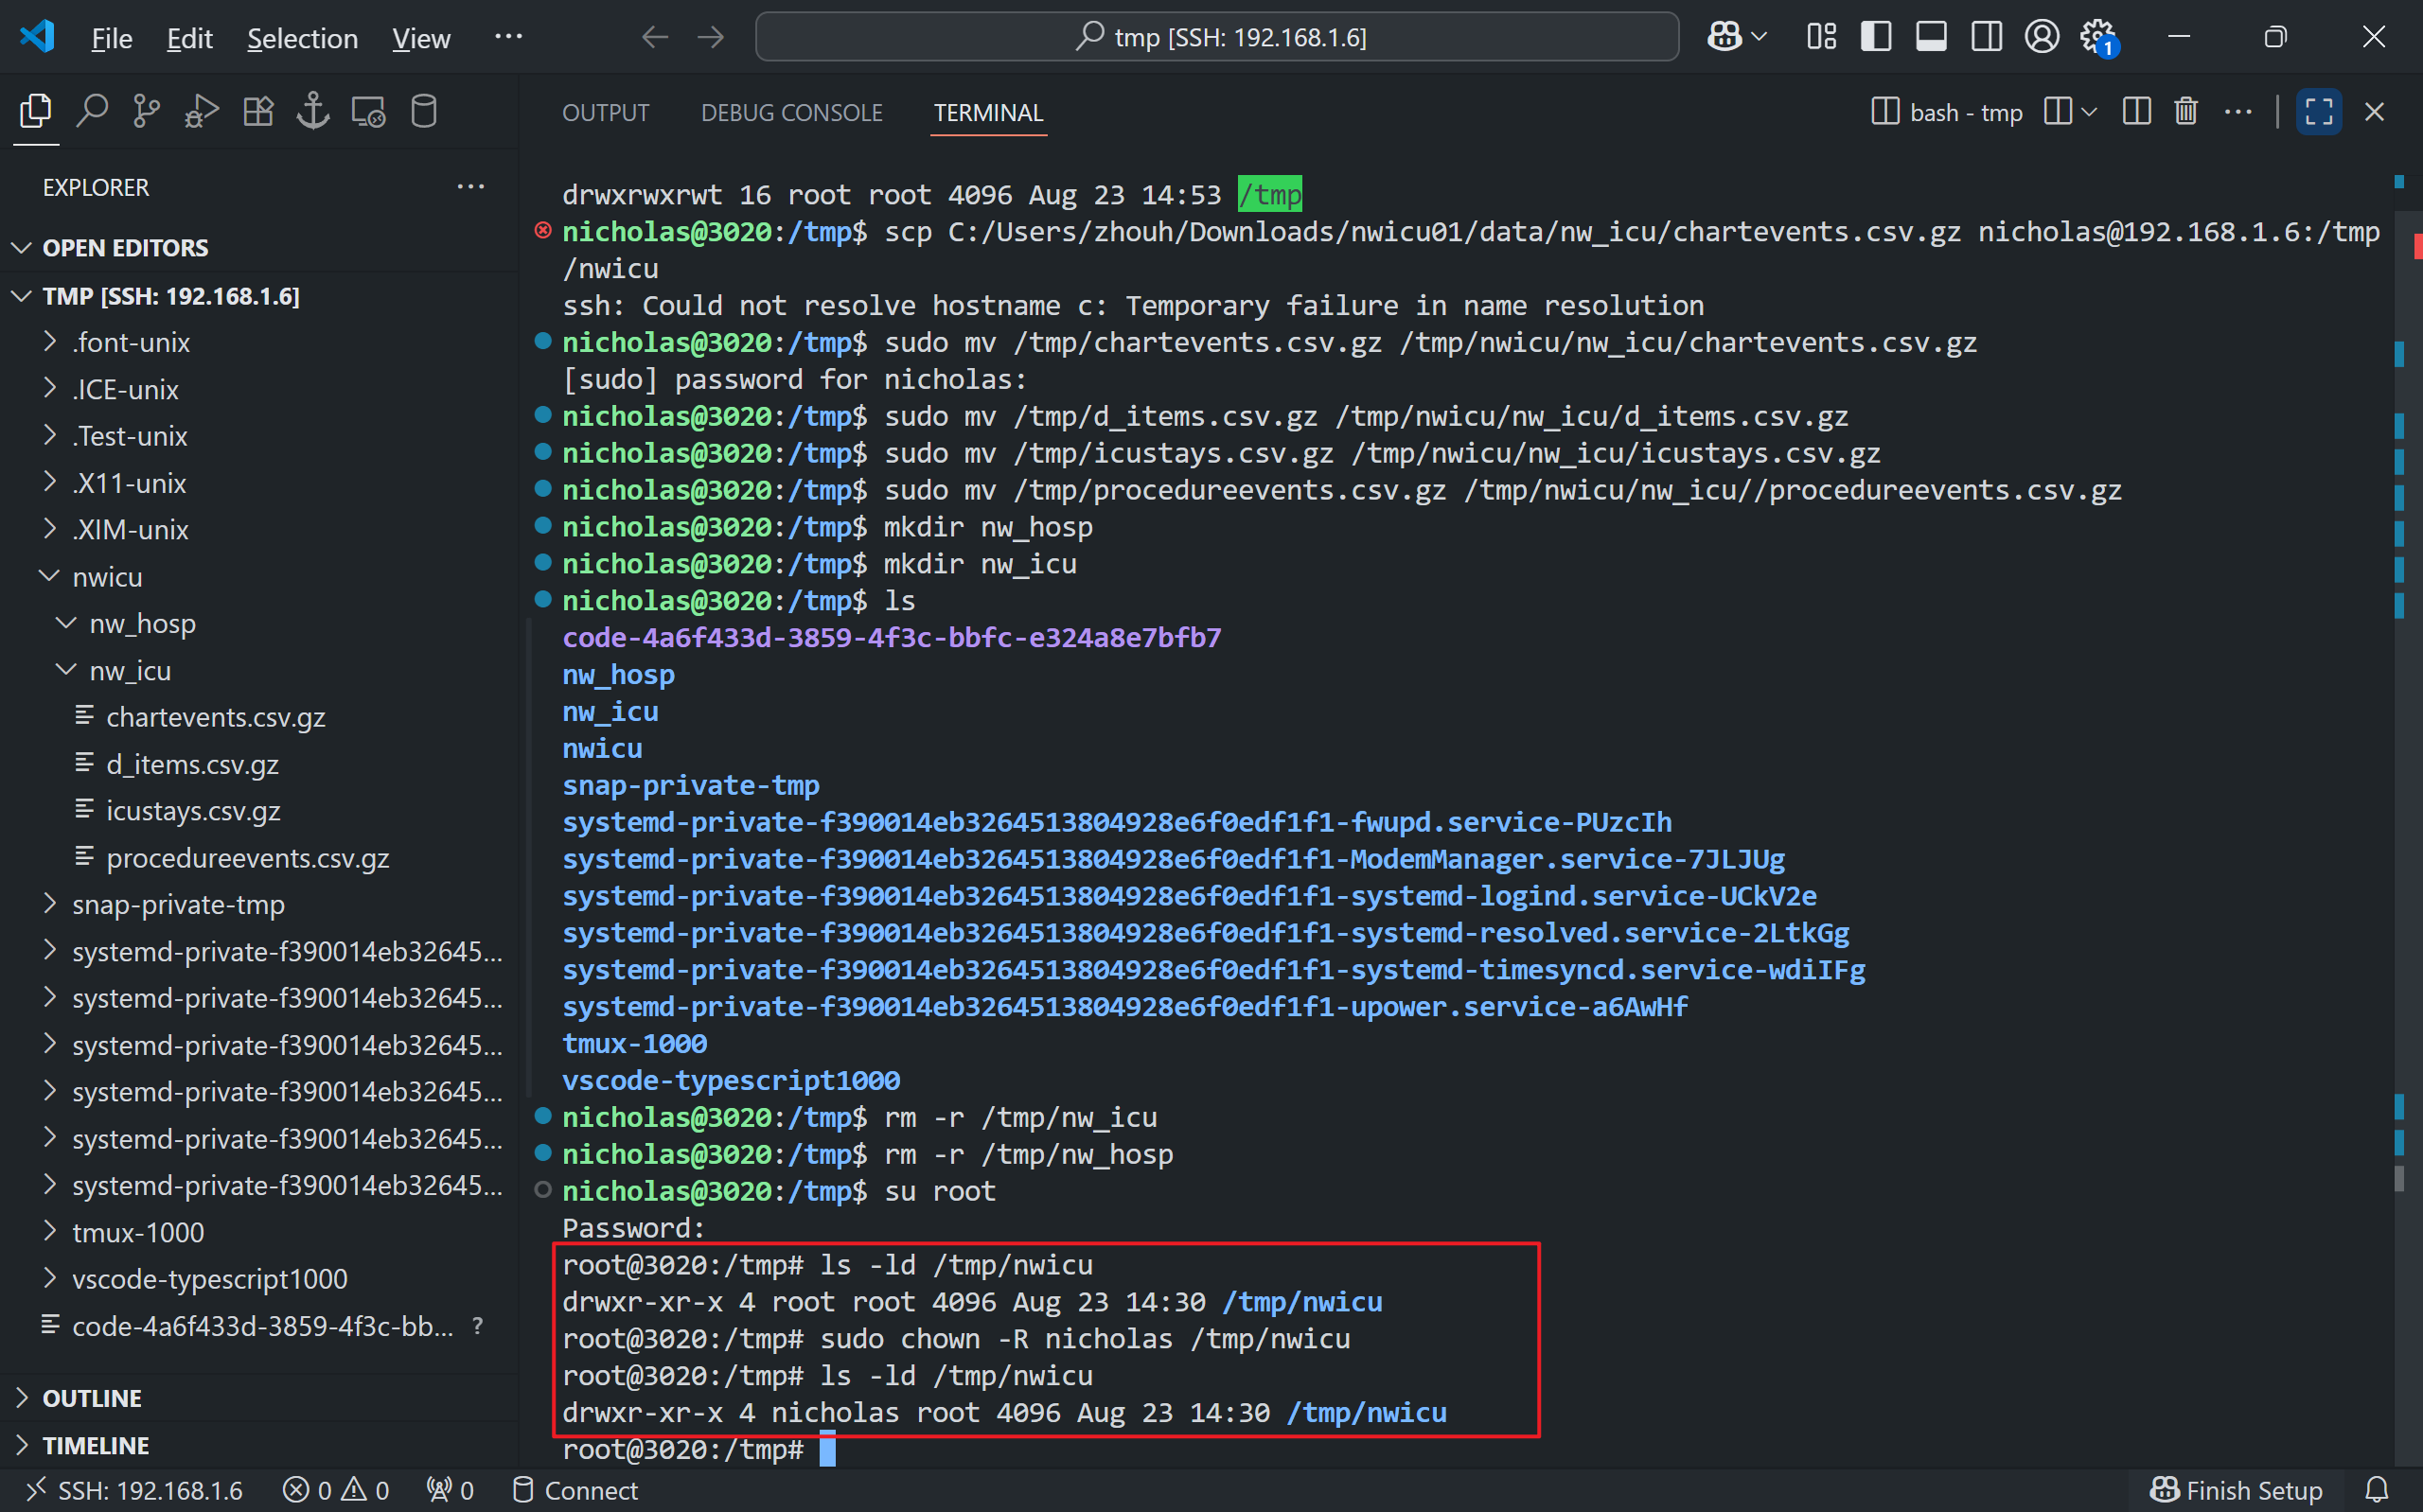 File Edit Selection View ··· tmp [SSH: 192.168.1.6] 1
OUTPUT DEBUG CONSOLE TERMINAL bash - tmp
EXPLORER
OPEN EDITORS
TMP [SSH: 192.168.1.6]
.font-unix
.ICE-unix
.Test-unix
.X11-unix
.XIM-unix
nwicu
nw_hosp
nw_icu
chartevents.csv.gz
d_items.csv.gz
icustays.csv.gz
procedureevents.csv.gz
snap-private-tmp
systemd-private-f390014eb32645...
systemd-private-f390014eb32645...
systemd-private-f390014eb32645...
systemd-private-f390014eb32645...
systemd-private-f390014eb32645...
systemd-private-f390014eb32645...
tmux-1000
vscode-typescript1000
code-4a6f433d-3859-4f3c-bb... ?
OUTLINE
TIMELINE
drwxrwxrwt 16 root root 4096 Aug 23 14:53 /tmp
nicholas@3020:/tmp$ scp C:/Users/zhouh/Downloads/nwicu01/data/nw_icu/chartevents.csv.gz nicholas@192.168.1.6:/tmp
/nwicu
ssh: Could not resolve hostname c: Temporary failure in name resolution
nicholas@3020:/tmp$ sudo mv /tmp/chartevents.csv.gz /tmp/nwicu/nw_icu/chartevents.csv.gz
[sudo] password for nicholas:
nicholas@3020:/tmp$ sudo mv /tmp/d_items.csv.gz /tmp/nwicu/nw_icu/d_items.csv.gz
nicholas@3020:/tmp$ sudo mv /tmp/icustays.csv.gz /tmp/nwicu/nw_icu/icustays.csv.gz
nicholas@3020:/tmp$ sudo mv /tmp/procedureevents.csv.gz /tmp/nwicu/nw_icu//procedureevents.csv.gz
nicholas@3020:/tmp$ mkdir nw_hosp
nicholas@3020:/tmp$ mkdir nw_icu
nicholas@3020:/tmp$ ls
code-4a6f433d-3859-4f3c-bbfc-e324a8e7bfb7
nw_hosp
nw_icu
nwicu
snap-private-tmp
systemd-private-f390014eb3264513804928e6f0edf1f1-fwupd.service-PUzcIh
systemd-private-f390014eb3264513804928e6f0edf1f1-ModemManager.service-7JLJUg
systemd-private-f390014eb3264513804928e6f0edf1f1-systemd-logind.service-UCkV2e
systemd-private-f390014eb3264513804928e6f0edf1f1-systemd-resolved.service-2LtkGg
systemd-private-f390014eb3264513804928e6f0edf1f1-systemd-timesyncd.service-wdiIFg
systemd-private-f390014eb3264513804928e6f0edf1f1-upower.service-a6AwHf
tmux-1000
vscode-typescript1000
nicholas@3020:/tmp$ rm -r /tmp/nw_icu
nicholas@3020:/tmp$ rm -r /tmp/nw_hosp
nicholas@3020:/tmp$ su root
Password:
root@3020:/tmp# ls -ld /tmp/nwicu
drwxr-xr-x 4 root root 4096 Aug 23 14:30 /tmp/nwicu
root@3020:/tmp# sudo chown -R nicholas /tmp/nwicu
root@3020:/tmp# ls -ld /tmp/nwicu
drwxr-xr-x 4 nicholas root 4096 Aug 23 14:30 /tmp/nwicu
root@3020:/tmp#
SSH: 192.168.1.6 0 0 0 Connect Finish Setup